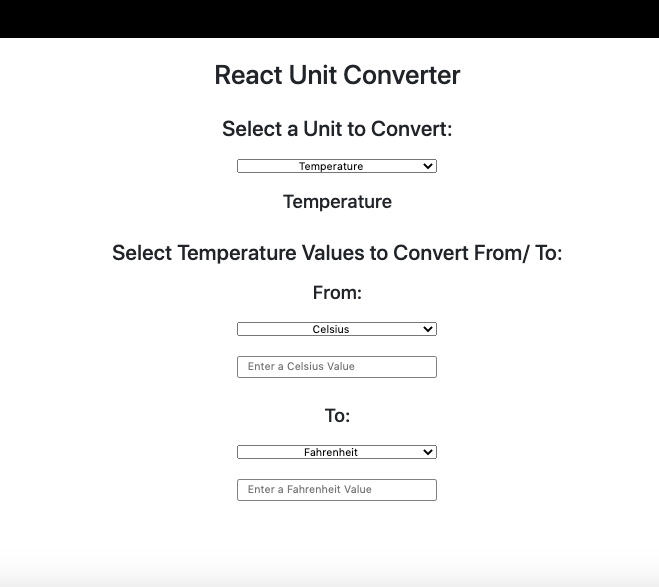 React Unit Converter
Select a Unit to Convert:
Temperature
Temperature
Select Temperature Values to Convert From/ To:
From:
Celsius
Enter a Celsius Value
To:
Fahrenheit
Enter a Fahrenheit Value